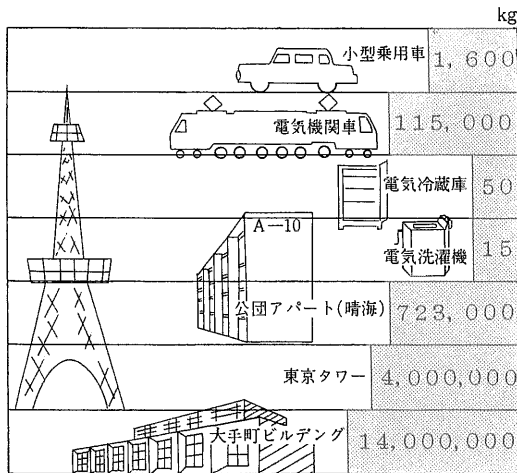 kg
小型乗用車 1,600
電気機関車 115,000
電気冷蔵庫 50
電気洗濯機 15
A—10
公団アパート(晴海) 723,000
東京タワー 4,000,000
大手町ビルデング 14,000,000